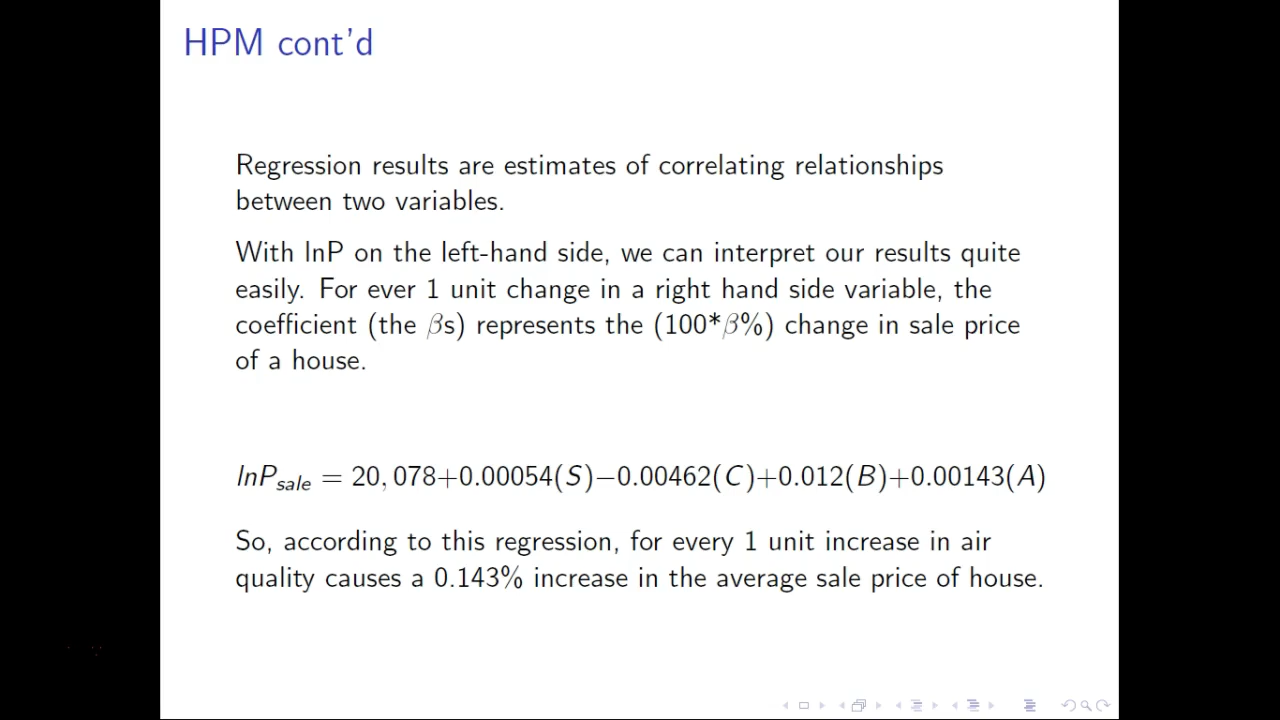 HPM cont'd
Regression results are estimates of correlating relationships
between two variables.
With lnP on the left-hand side, we can interpret our results quite
easily. For ever 1 unit change in a right hand side variable, the
coefficient (the βs) represents the (100*β%) change in sale price
of a house.
lnPsale = 20, 078+0.00054(S)−0.00462(C)+0.012(B)+0.00143(A)
So, according to this regression, for every 1 unit increase in air
quality causes a 0.143% increase in the average sale price of house.